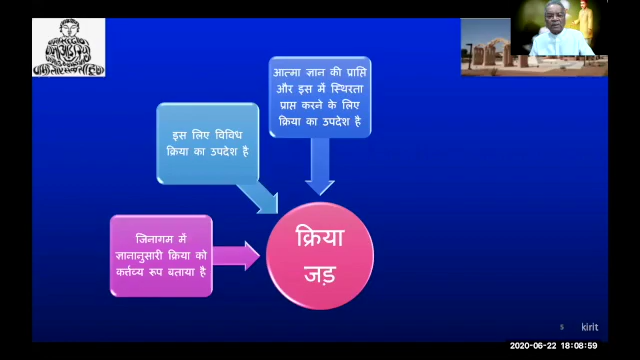 आत्मा ज्ञान की प्राप्ति
और इस में स्थिरता
प्राप्त करने के लिए
क्रिया का उपदेश है
इस लिए विविध
क्रिया का उपदेश है
जिनागम में
ज्ञानानुसारी क्रिया को
कर्त्तव्य रूप बताया है
क्रिया
जड़
5 kirit
2020-06-22 18:08:59